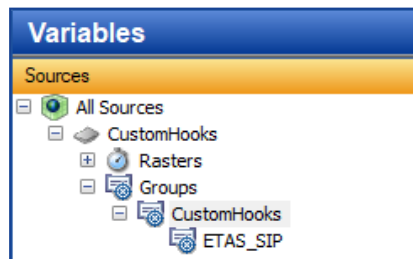 Variables
Sources
All Sources
CustomHooks
Rasters
Groups
CustomHooks
ETAS_SIP